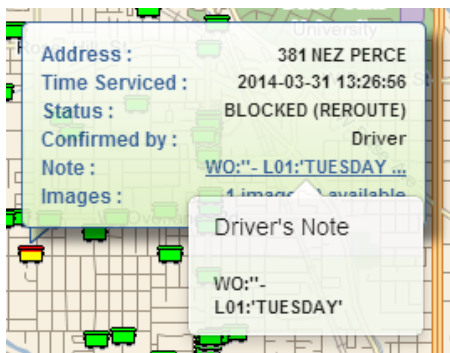 University
Address : 381 NEZ PERCE
Time Serviced : 2014-03-31 13:26:56
Status : BLOCKED (REROUTE)
Confirmed by : Driver
Note : WO:"- L01:'TUESDAY ...
Images : 1 image available
Driver's Note
WO:"-
L01:'TUESDAY'